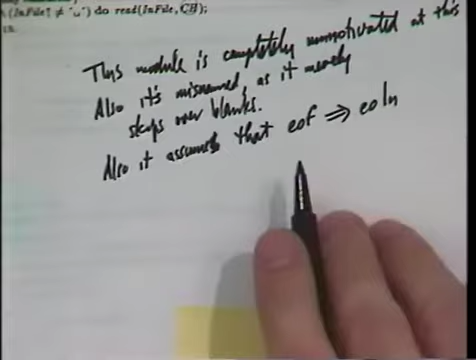 (InFile↑ ≠ '␣') do read(InFile, CH);
This module is completely unmotivated at this
Also it's misnamed, as it merely
skips over blanks.
Also it assumes that eof ⇒ eoln